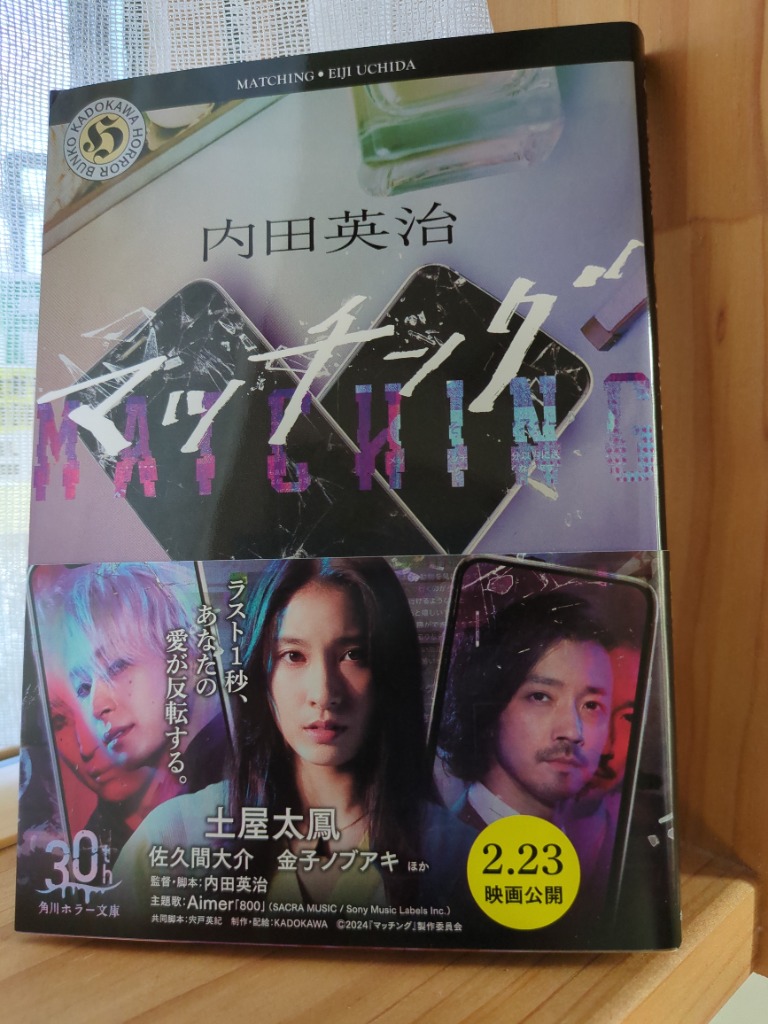 MATCHING • EIJI UCHIDA
KADOKAWA HORROR BUNKO
H
内田英治
マッチング
MATCHING
ラスト1秒、
あなたの
愛が反転する。
土屋太鳳
佐久間大介 金子ノブアキ ほか
監督・脚本：内田英治
主題歌：Aimer「800」(SACRA MUSIC / Sony Music Labels Inc.)
共同脚本：宍戸英紀 制作・配給：KADOKAWA ©2024『マッチング』製作委員会
30th
角川ホラー文庫
2.23
映画公開